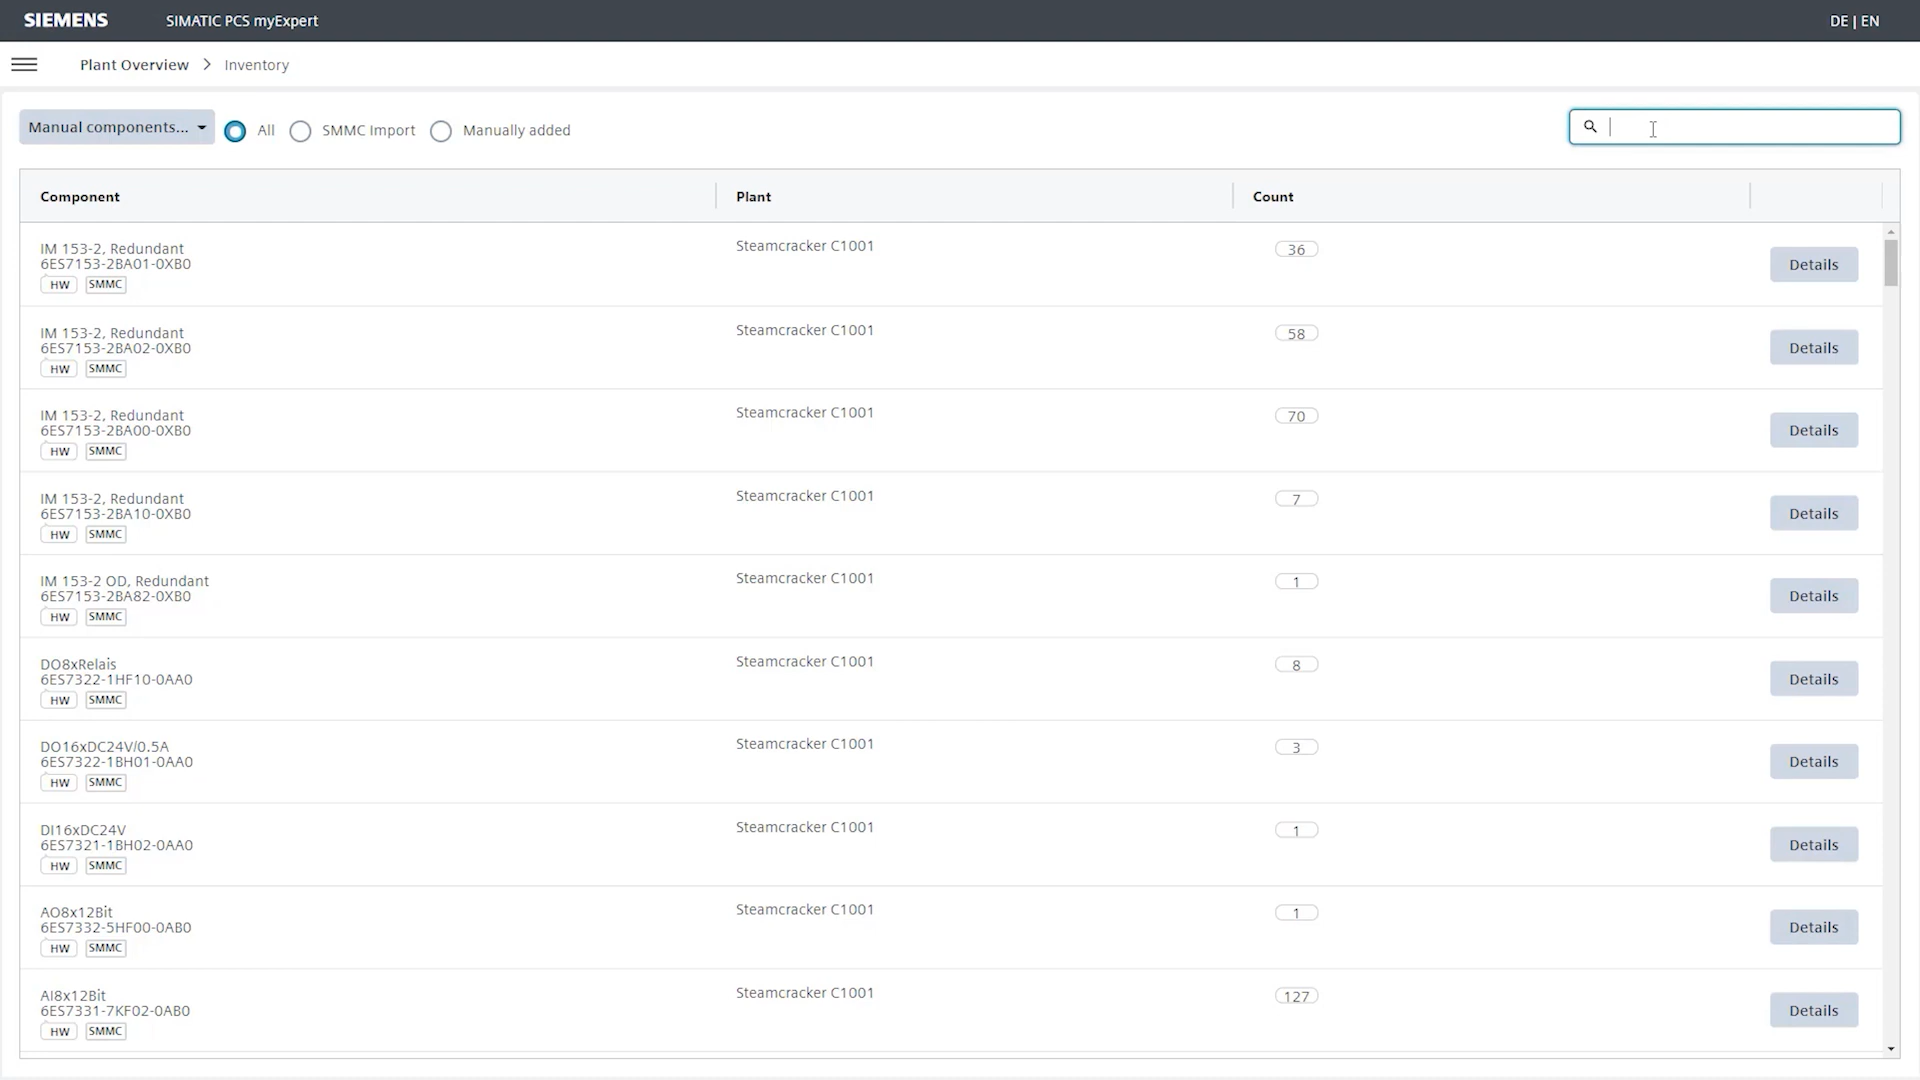 SIEMENS SIMATIC PCS myExpert DE | EN
Plant Overview > Inventory
Manual components... All SMMC Import Manually added
Component Plant Count
IM 153-2, Redundant Steamcracker C1001 36 Details
6ES7153-2BA01-0XB0
HW SMMC
IM 153-2, Redundant Steamcracker C1001 58 Details
6ES7153-2BA02-0XB0
HW SMMC
IM 153-2, Redundant Steamcracker C1001 70 Details
6ES7153-2BA00-0XB0
HW SMMC
IM 153-2, Redundant Steamcracker C1001 7 Details
6ES7153-2BA10-0XB0
HW SMMC
IM 153-2 OD, Redundant Steamcracker C1001 1 Details
6ES7153-2BA82-0XB0
HW SMMC
DO8xRelais Steamcracker C1001 8 Details
6ES7322-1HF10-0AA0
HW SMMC
DO16xDC24V/0.5A Steamcracker C1001 3 Details
6ES7322-1BH01-0AA0
HW SMMC
DI16xDC24V Steamcracker C1001 1 Details
6ES7321-1BH02-0AA0
HW SMMC
AO8x12Bit Steamcracker C1001 1 Details
6ES7332-5HF00-0AB0
HW SMMC
AI8x12Bit Steamcracker C1001 127 Details
6ES7331-7KF02-0AB0
HW SMMC